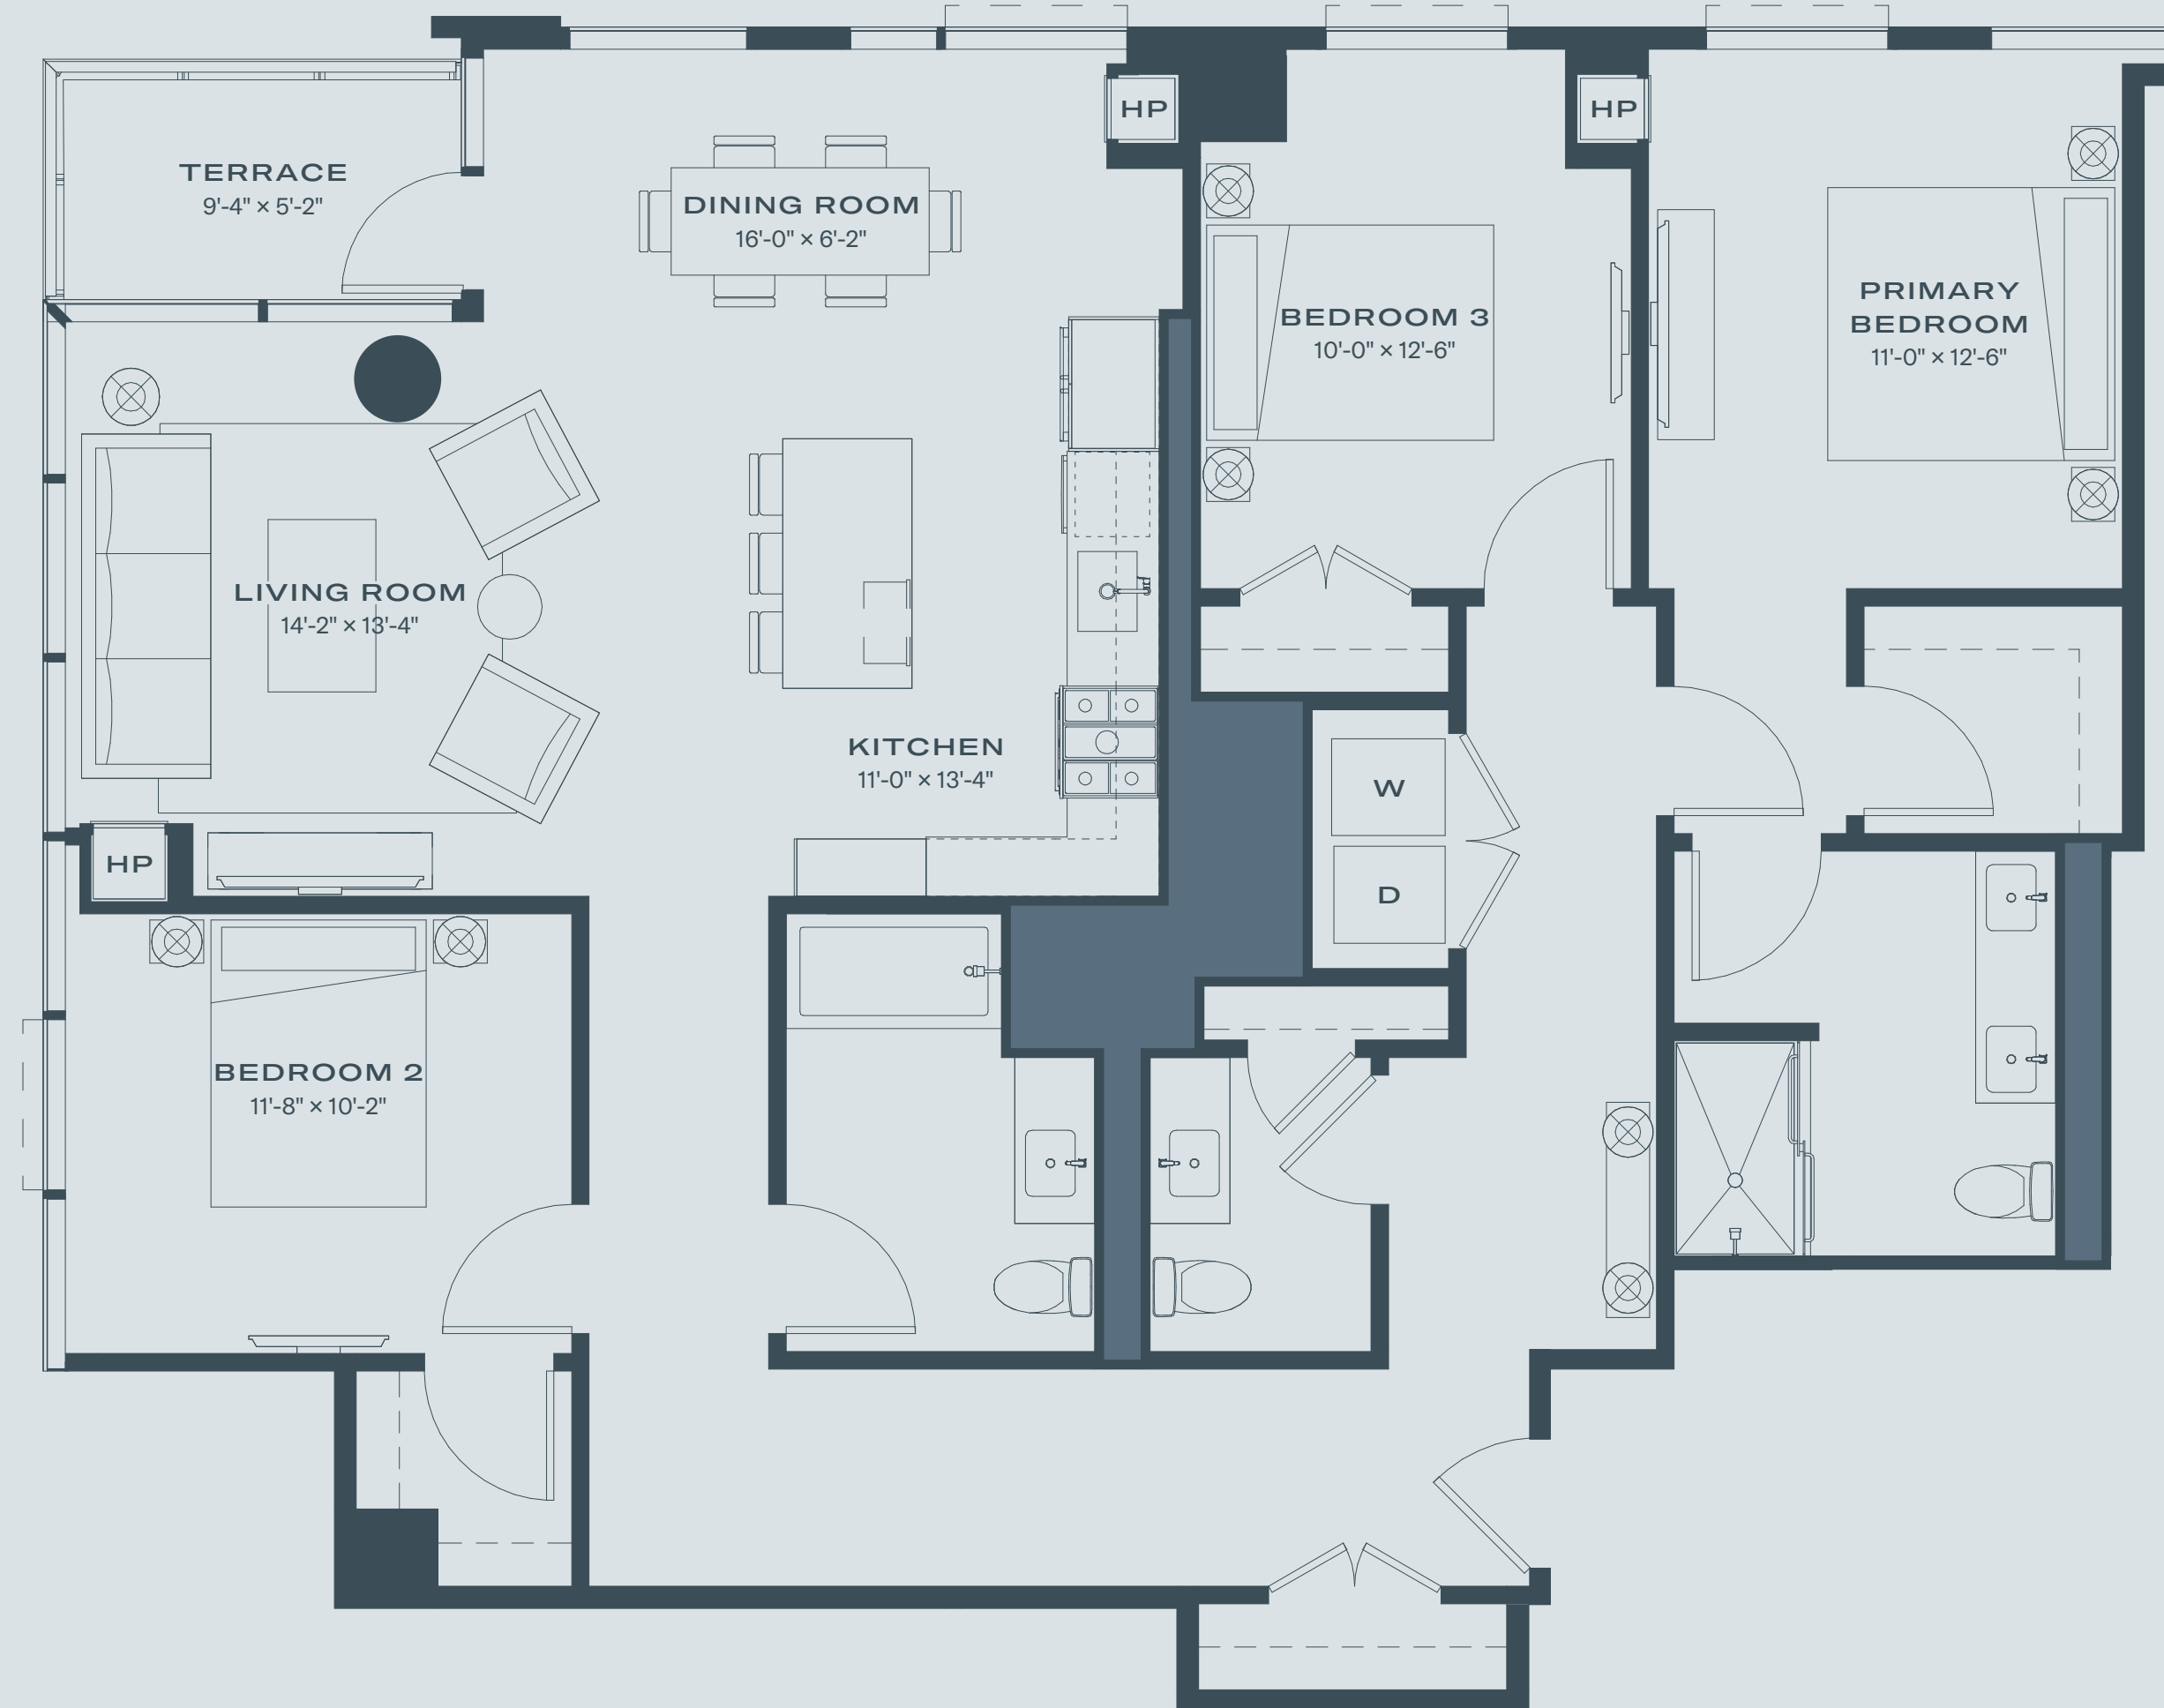 HP
HP
TERRACE
9'-4" × 5'-2"
DINING ROOM
16'-0" × 6'-2"
BEDROOM 3
10'-0" × 12'-6"
PRIMARY
BEDROOM
11'-0" × 12'-6"
LIVING ROOM
14'-2" × 13'-4"
KITCHEN
11'-0" × 13'-4"
W
HP
D
BEDROOM 2
11'-8" × 10'-2"